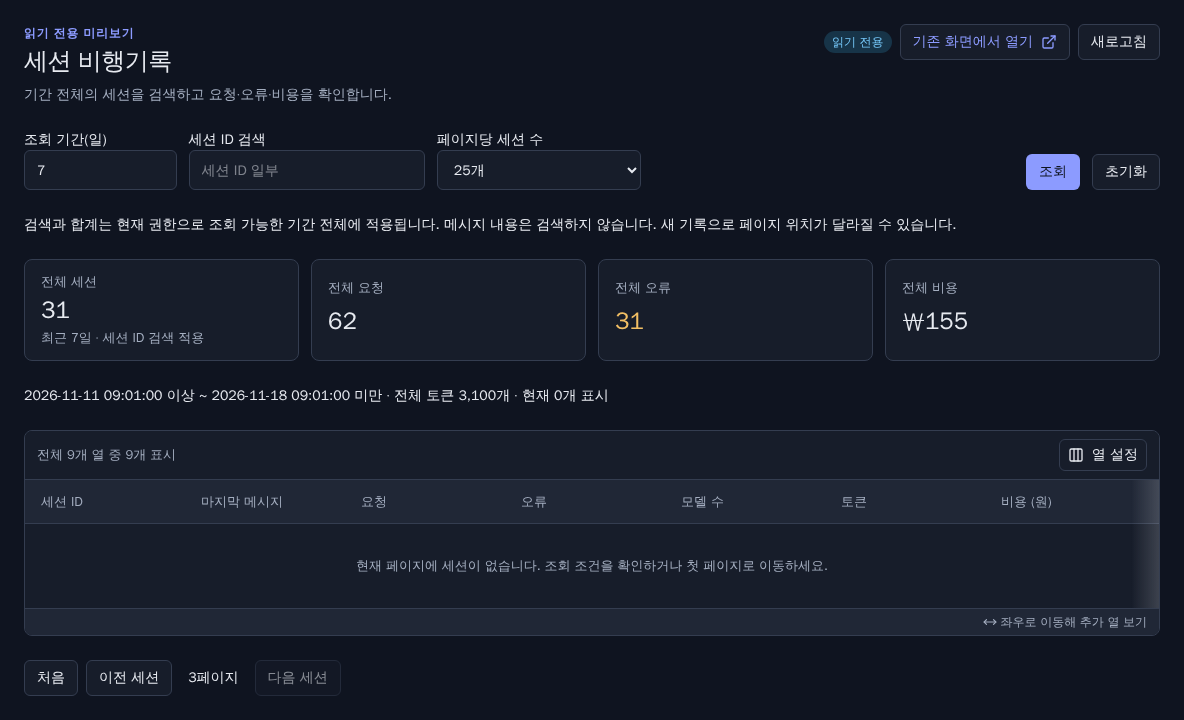 읽기 전용 미리보기
세션 비행기록
기간 전체의 세션을 검색하고 요청·오류·비용을 확인합니다.
읽기 전용
기존 화면에서 열기
새로고침
조회 기간(일)
세션 ID 검색
페이지당 세션 수
7
세션 ID 일부
25개
조회
초기화
검색과 합계는 현재 권한으로 조회 가능한 기간 전체에 적용됩니다. 메시지 내용은 검색하지 않습니다. 새 기록으로 페이지 위치가 달라질 수 있습니다.
전체 세션
31
최근 7일 · 세션 ID 검색 적용
전체 요청
62
전체 오류
31
전체 비용
₩155
2026-11-11 09:01:00 이상 ~ 2026-11-18 09:01:00 미만 · 전체 토큰 3,100개 · 현재 0개 표시
전체 9개 열 중 9개 표시
열 설정
세션 ID
마지막 메시지
요청
오류
모델 수
토큰
비용 (원)
현재 페이지에 세션이 없습니다. 조회 조건을 확인하거나 첫 페이지로 이동하세요.
↔ 좌우로 이동해 추가 열 보기
처음
이전 세션
3페이지
다음 세션